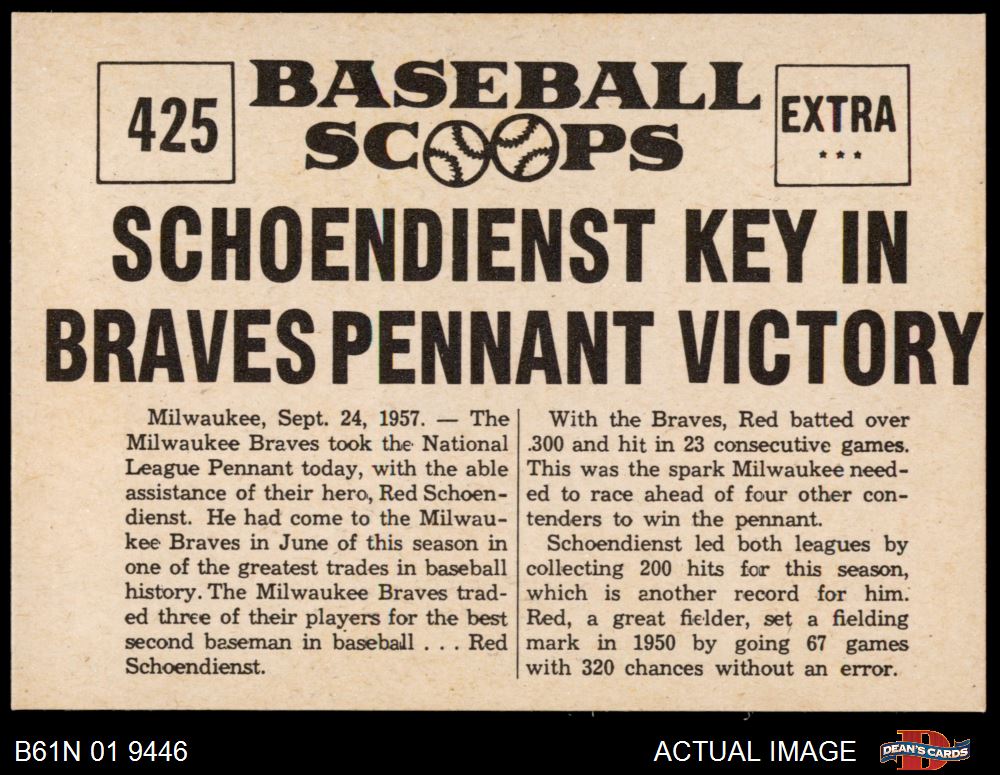 425
BASEBALL
SCOOPS
EXTRA
* * *
SCHOENDIENST KEY IN
BRAVES PENNANT VICTORY
Milwaukee, Sept. 24, 1957. — The
Milwaukee Braves took the National
League Pennant today, with the able
assistance of their hero, Red Schoen-
dienst. He had come to the Milwau-
kee Braves in June of this season in
one of the greatest trades in baseball
history. The Milwaukee Braves trad-
ed three of their players for the best
second baseman in baseball . . . Red
Schoendienst.
With the Braves, Red batted over
.300 and hit in 23 consecutive games.
This was the spark Milwaukee need-
ed to race ahead of four other con-
tenders to win the pennant.
Schoendienst led both leagues by
collecting 200 hits for this season,
which is another record for him.
Red, a great fielder, set a fielding
mark in 1950 by going 67 games
with 320 chances without an error.
B61N 01 9446
ACTUAL IMAGE
DEAN'S CARDS